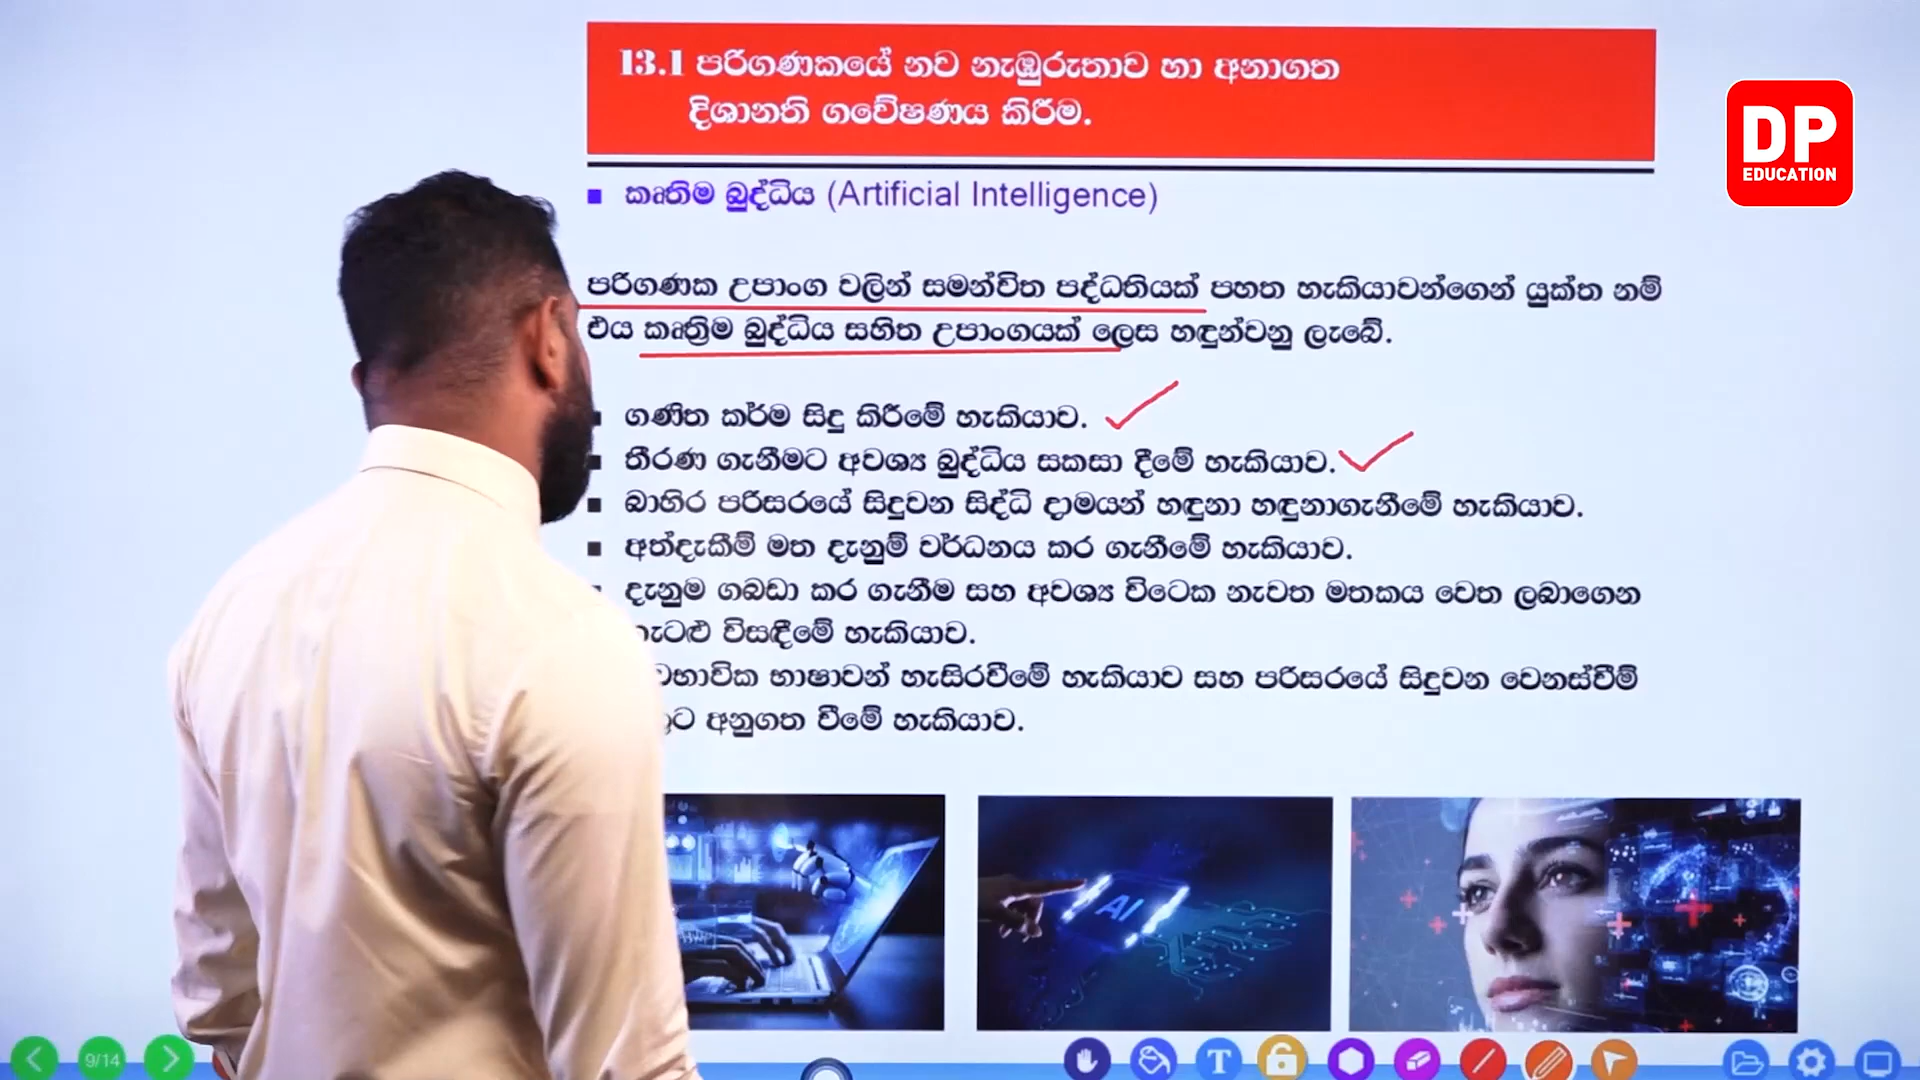 13.1 පරිගණකයේ නව නැඹුරුතාව හා අනාගත
දිශානති ගවේෂණය කිරීම.
DP
EDUCATION
කෘතිම බුද්ධිය (Artificial Intelligence)
පරිගණක උපාංග වලින් සමන්විත පද්ධතියක් පහත හැකියාවන්ගෙන් යුක්ත නම්
එය කෘත්‍රිම බුද්ධිය සහිත උපාංගයක් ලෙස හඳුන්වනු ලැබේ.
ගණිත කර්ම සිදු කිරීමේ හැකියාව.
තීරණ ගැනීමට අවශ්‍ය බුද්ධිය සකසා දීමේ හැකියාව.
බාහිර පරිසරයේ සිදුවන සිද්ධි දාමයන් හඳුනා හඳුනාගැනීමේ හැකියාව.
අත්දැකීම් මත දැනුම් වර්ධනය කර ගැනීමේ හැකියාව.
දැනුම ගබඩා කර ගැනීම සහ අවශ්‍ය විටෙක නැවත මතකය වෙත ලබාගෙන
විසඳීමේ හැකියාව.
භාෂාවන් හැසිරවීමේ හැකියාව සහ පරිසරයේ සිදුවන වෙනස්වීම්
අනුගත වීමේ හැකියාව.
AI
9/14
T